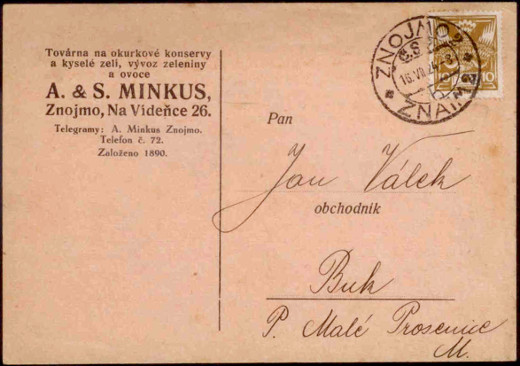 Továrna na okurkové konservy
a kyselé zelí, vývoz zeleniny
a ovoce
A. & S. MINKUS,
Znojmo, Na Vídeňce 26.
Telegramy: A. Minkus Znojmo.
Telefon č. 72.
Založeno 1890.
ZNOJMO
Č.S.P.
ZNAIM
10
Pan
Jan Válek
obchodník
Buk
P. Malé Prosenice
M.